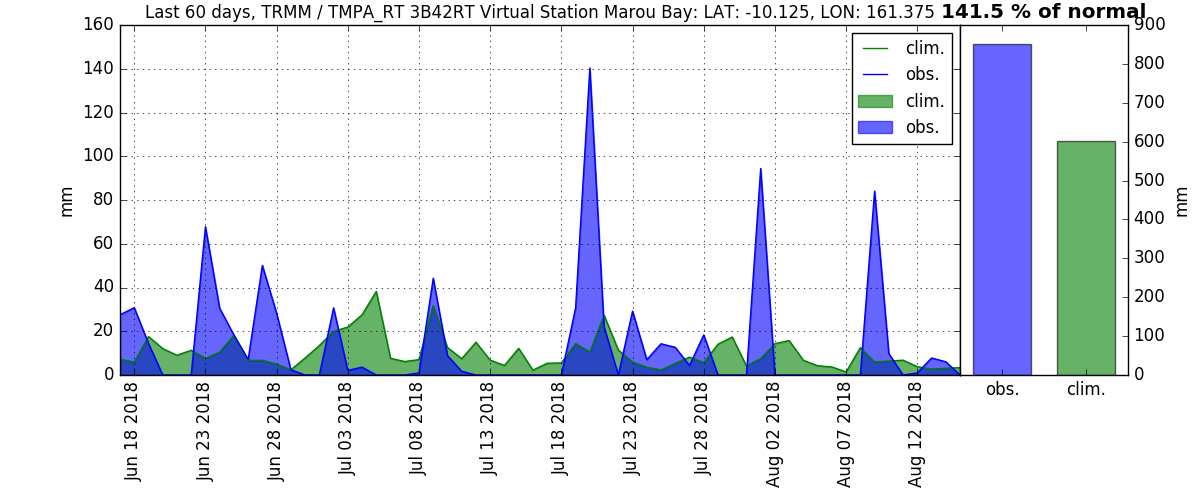 Last 60 days, TRMM / TMPA_RT 3B42RT Virtual Station Marou Bay: LAT: -10.125, LON: 161.375 141.5 % of normal
160
140
120
100
80
60
40
20
0
mm
clim.
obs.
clim.
obs.
Jun 18 2018
Jun 23 2018
Jun 28 2018
Jul 03 2018
Jul 08 2018
Jul 13 2018
Jul 18 2018
Jul 23 2018
Jul 28 2018
Aug 02 2018
Aug 07 2018
Aug 12 2018
900
800
700
600
500
400
300
200
100
0
mm
obs.
clim.